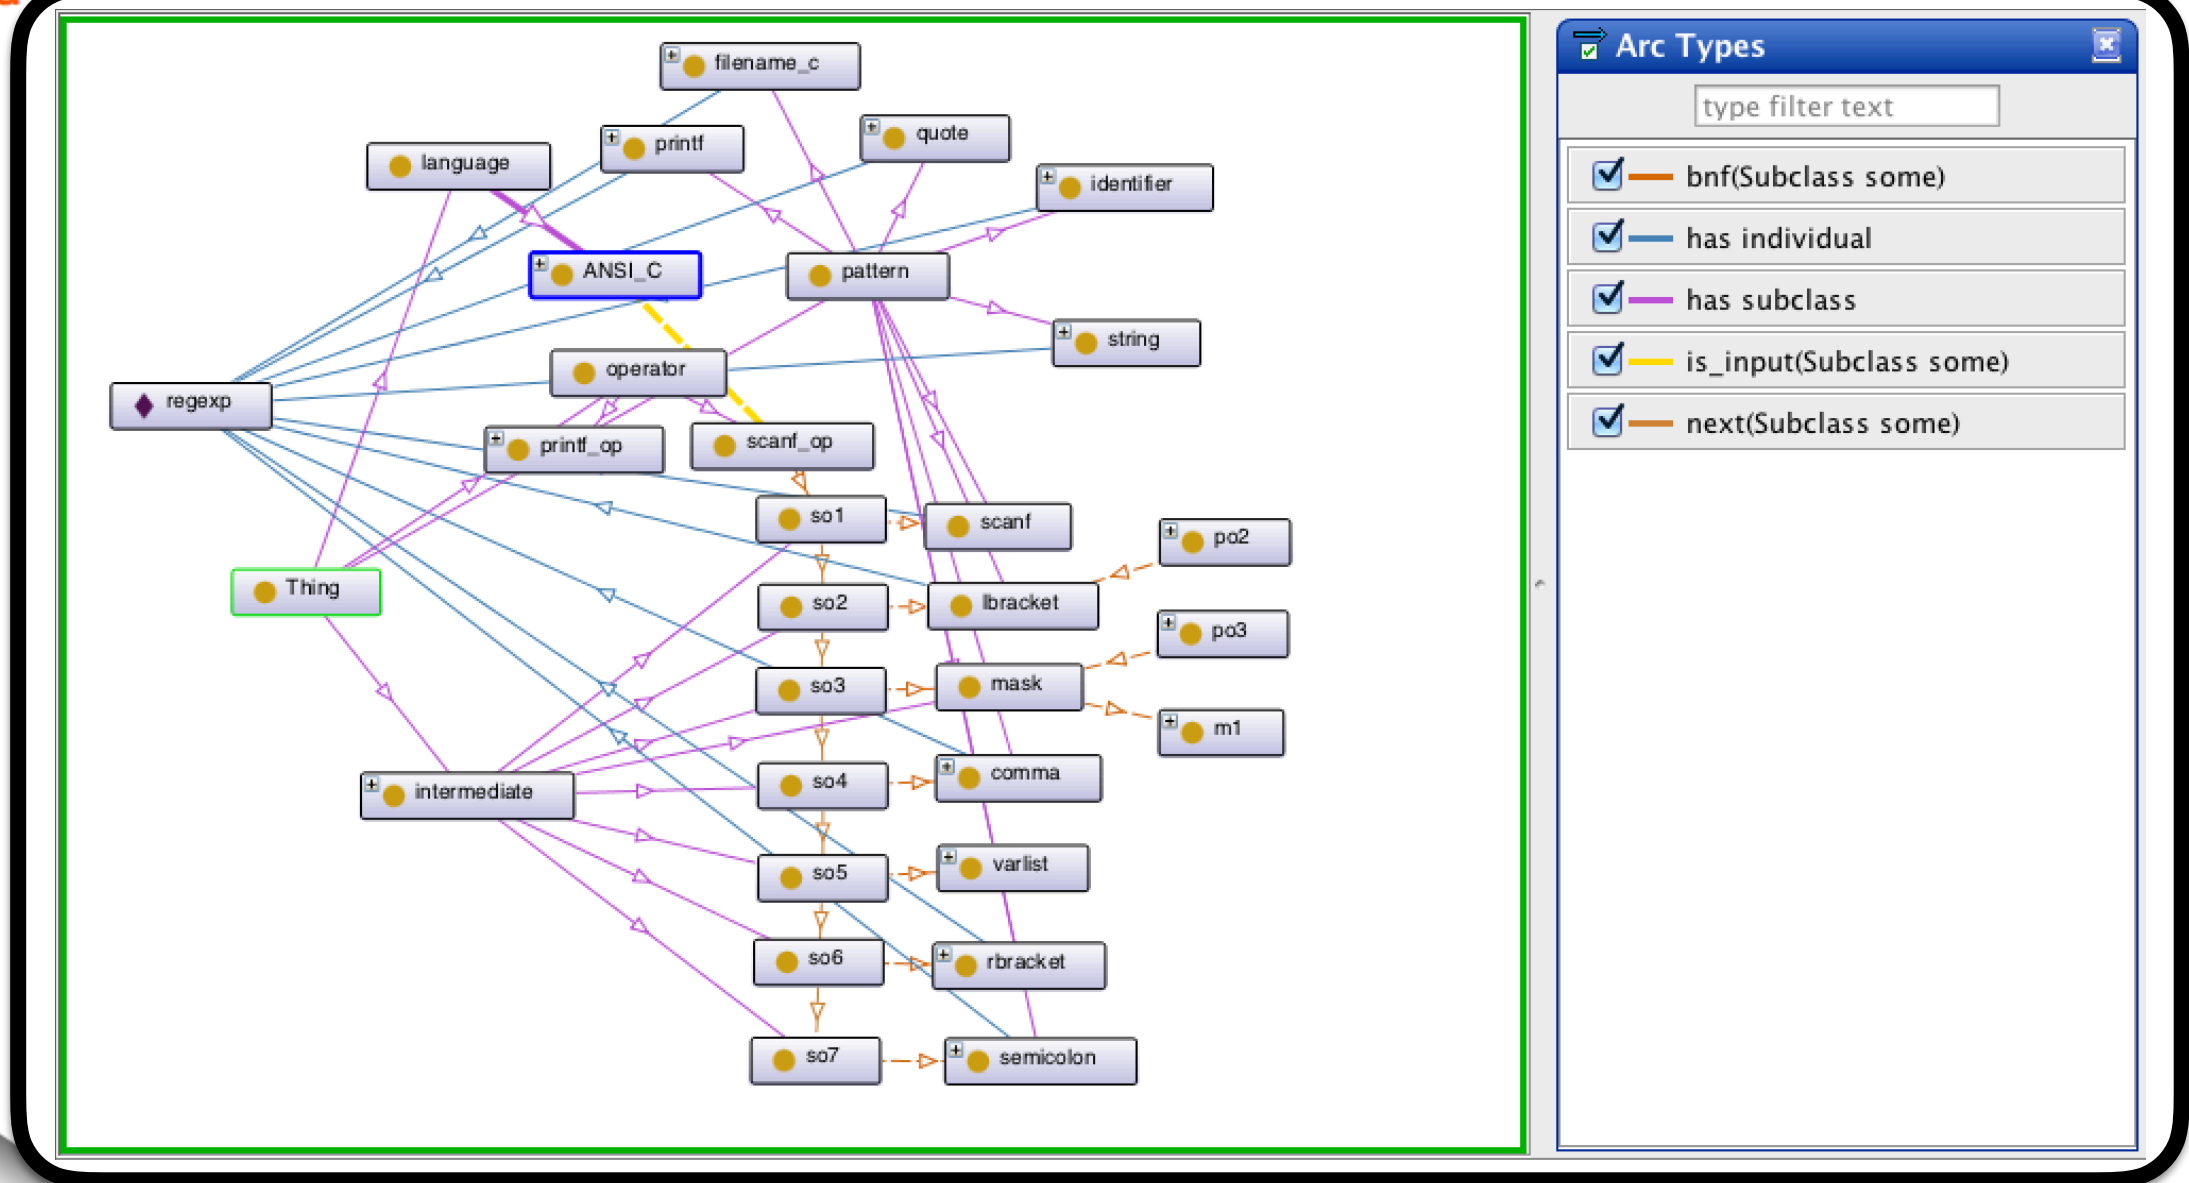 filename_c
printf
quote
language
identifier
ANSI_C
pattern
string
operator
regexp
printf_op
scanf_op
so1
scanf
po2
Thing
so2
lbracket
po3
so3
mask
m1
intermediate
so4
comma
so5
varlist
so6
rbracket
so7
semicolon
Arc Types
type filter text
bnf(Subclass some)
has individual
has subclass
is_input(Subclass some)
next(Subclass some)